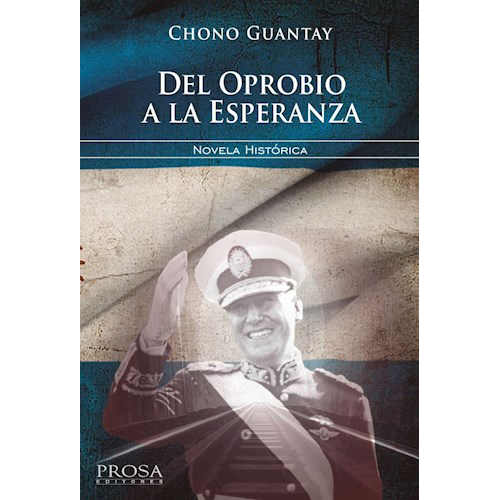 CHONO GUANTAY
DEL OPROBIO
A LA ESPERANZA
NOVELA HISTÓRICA
PROSA
EDITORES